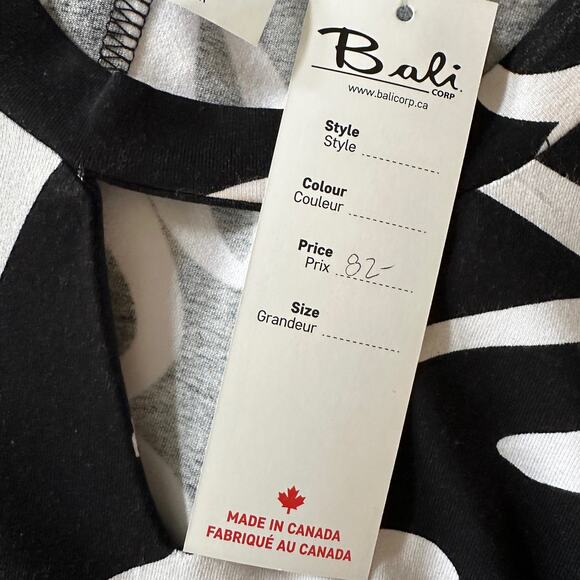 Bali
CORP
www.balicorp.ca
Style
Style
Colour
Couleur
Price
Prix 82-
Size
Grandeur
MADE IN CANADA
FABRIQUÉ AU CANADA